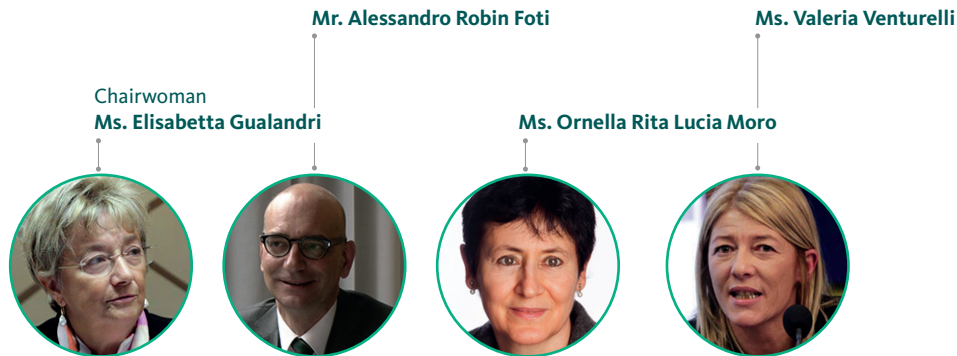 Mr. Alessandro Robin Foti
Ms. Valeria Venturelli
Chairwoman
Ms. Elisabetta Gualandri
Ms. Ornella Rita Lucia Moro